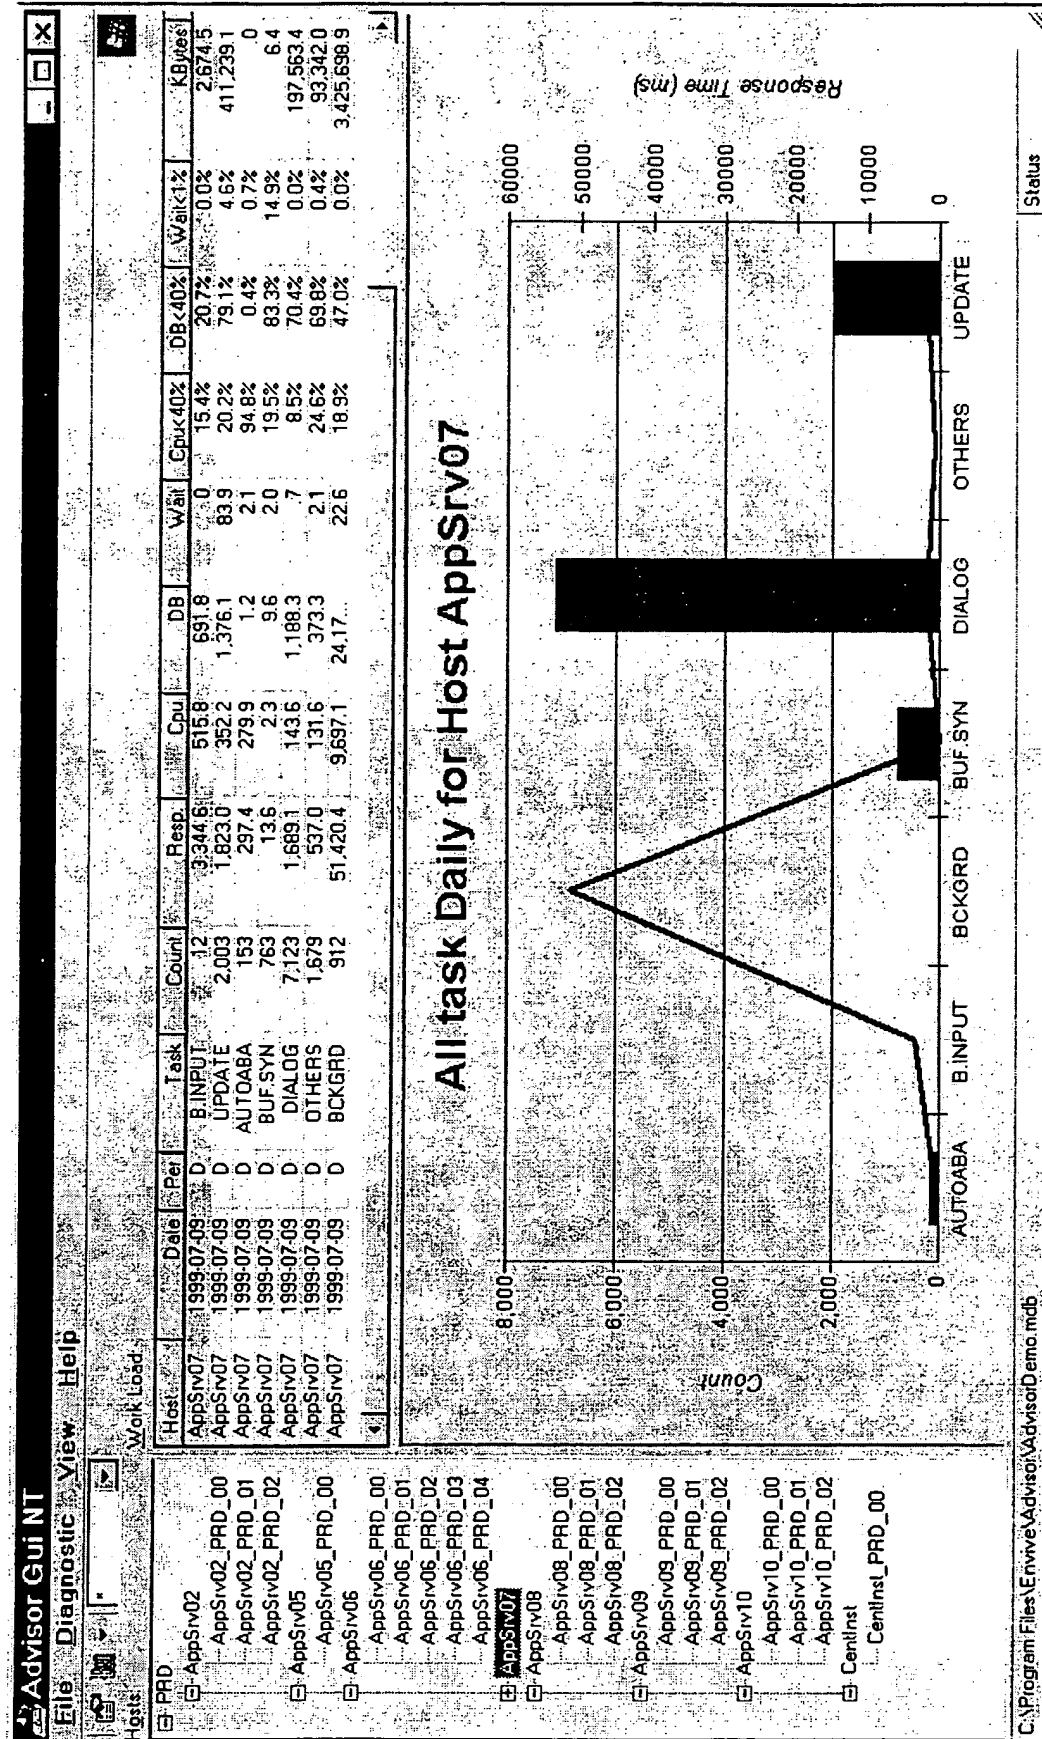 Advisor Gui NT
File Diagnostic View Help
*
Hosts
PRD
AppSrv02
AppSrv02_PRD_00
AppSrv02_PRD_01
AppSrv02_PRD_02
AppSrv05
AppSrv05_PRD_00
AppSrv06
AppSrv06_PRD_00
AppSrv06_PRD_01
AppSrv06_PRD_02
AppSrv06_PRD_03
AppSrv06_PRD_04
AppSrv07
AppSrv08
AppSrv08_PRD_00
AppSrv08_PRD_01
AppSrv08_PRD_02
AppSrv09
AppSrv09_PRD_00
AppSrv09_PRD_01
AppSrv09_PRD_02
AppSrv10
AppSrv10_PRD_00
AppSrv10_PRD_01
AppSrv10_PRD_02
CentInst
CentInst_PRD_00
Work Load
Host Date Per Task Count Resp. Cpu DB Wait Cpu<40% DB<40% Wait<1% KBytes
AppSrv07 1999-07-09 D B.INPUT 12 3,344.6 515.8 691.8 .0 15.4% 20.7% 0.0% 2,674.5
AppSrv07 1999-07-09 D UPDATE 2,003 1,823.0 352.2 1,376.1 83.9 20.2% 79.1% 4.6% 411,239.1
AppSrv07 1999-07-09 D AUTOABA 153 297.4 279.9 1.2 2.1 94.8% 0.4% 0.7% 0
AppSrv07 1999-07-09 D BUF.SYN 763 13.6 2.3 9.6 2.0 19.5% 83.3% 14.9% 6.4
AppSrv07 1999-07-09 D DIALOG 7,123 1,689.1 143.6 1,188.3 .7 8.5% 70.4% 0.0% 197,563.4
AppSrv07 1999-07-09 D OTHERS 1,679 537.0 131.6 373.3 2.1 24.6% 69.8% 0.4% 93,342.0
AppSrv07 1999-07-09 D BCKGRD 912 51,420.4 9,697.1 24,17... 22.6 18.9% 47.0% 0.0% 3,425,698.9
All task Daily for Host AppSrv07
Count
8,000
6,000
4,000
2,000
0
60000
50000
40000
30000
20000
10000
0
Response Time (ms)
AUTOABA B.INPUT BCKGRD BUF.SYN DIALOG OTHERS UPDATE
C:\Program Files\Envive\Advisor\AdvisorDemo.mdb
Status